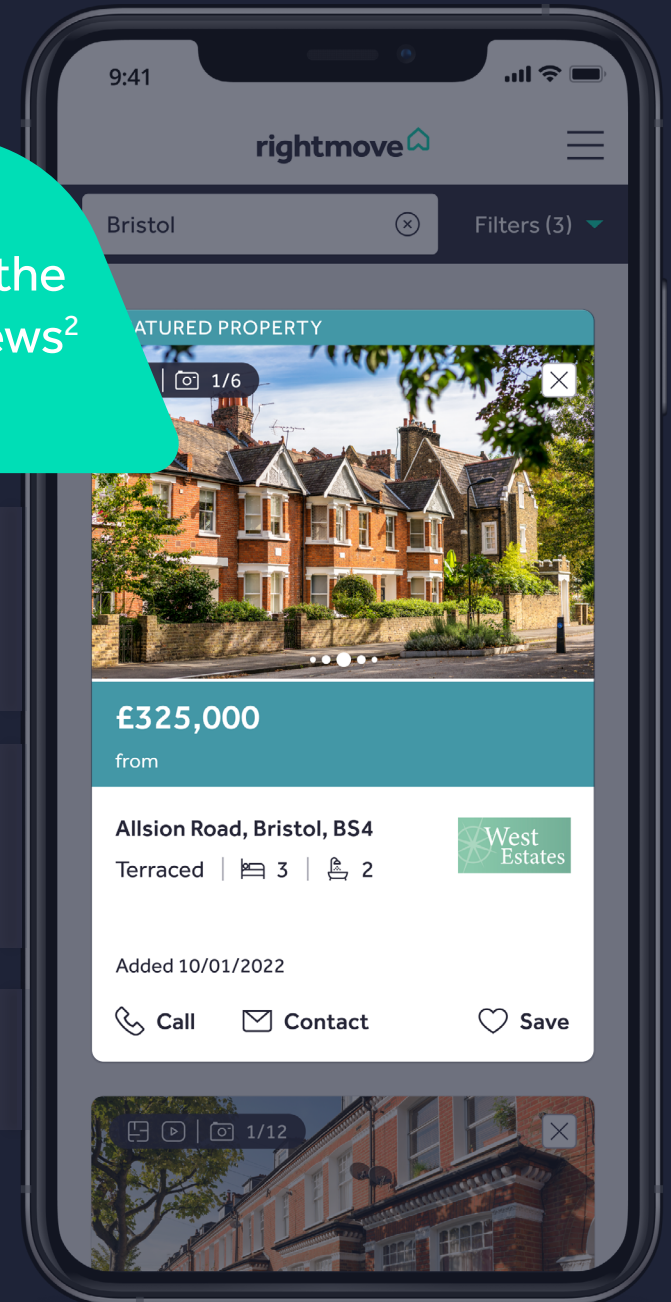 9:41
rightmove
Bristol
Filters (3)
the
ews²
ATURED PROPERTY
1/6
£325,000
from
Allsion Road, Bristol, BS4
West
Estates
Terraced | 3 | 2
Added 10/01/2022
Call Contact Save
1/12